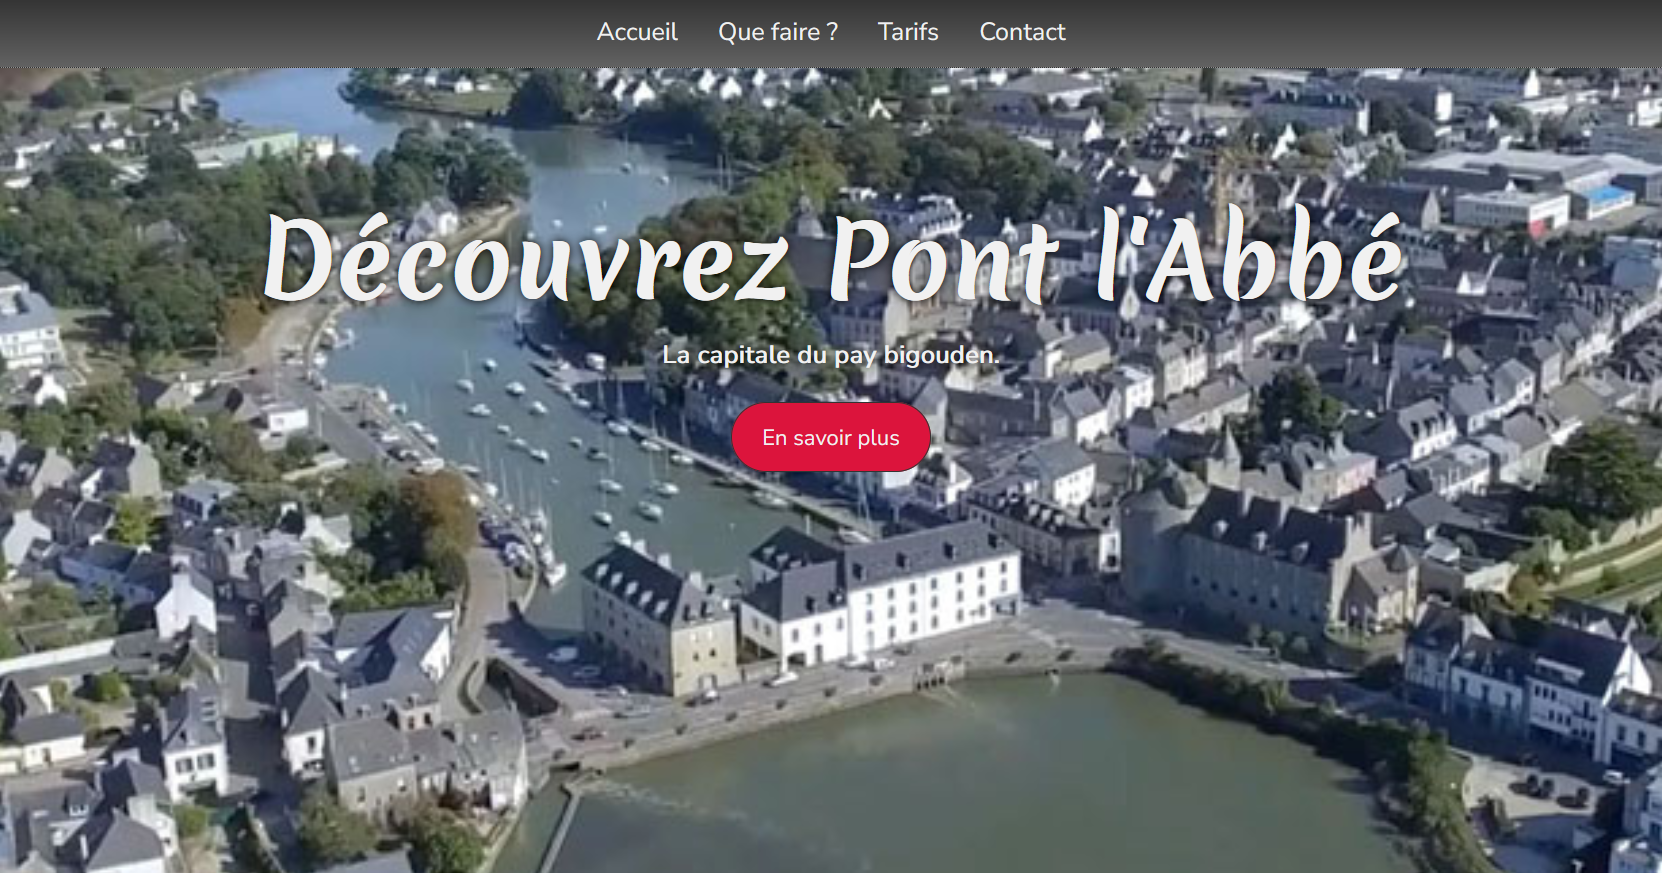 Accueil Que faire ? Tarifs Contact
Découvrez Pont l'Abbé
La capitale du pay bigouden.
En savoir plus